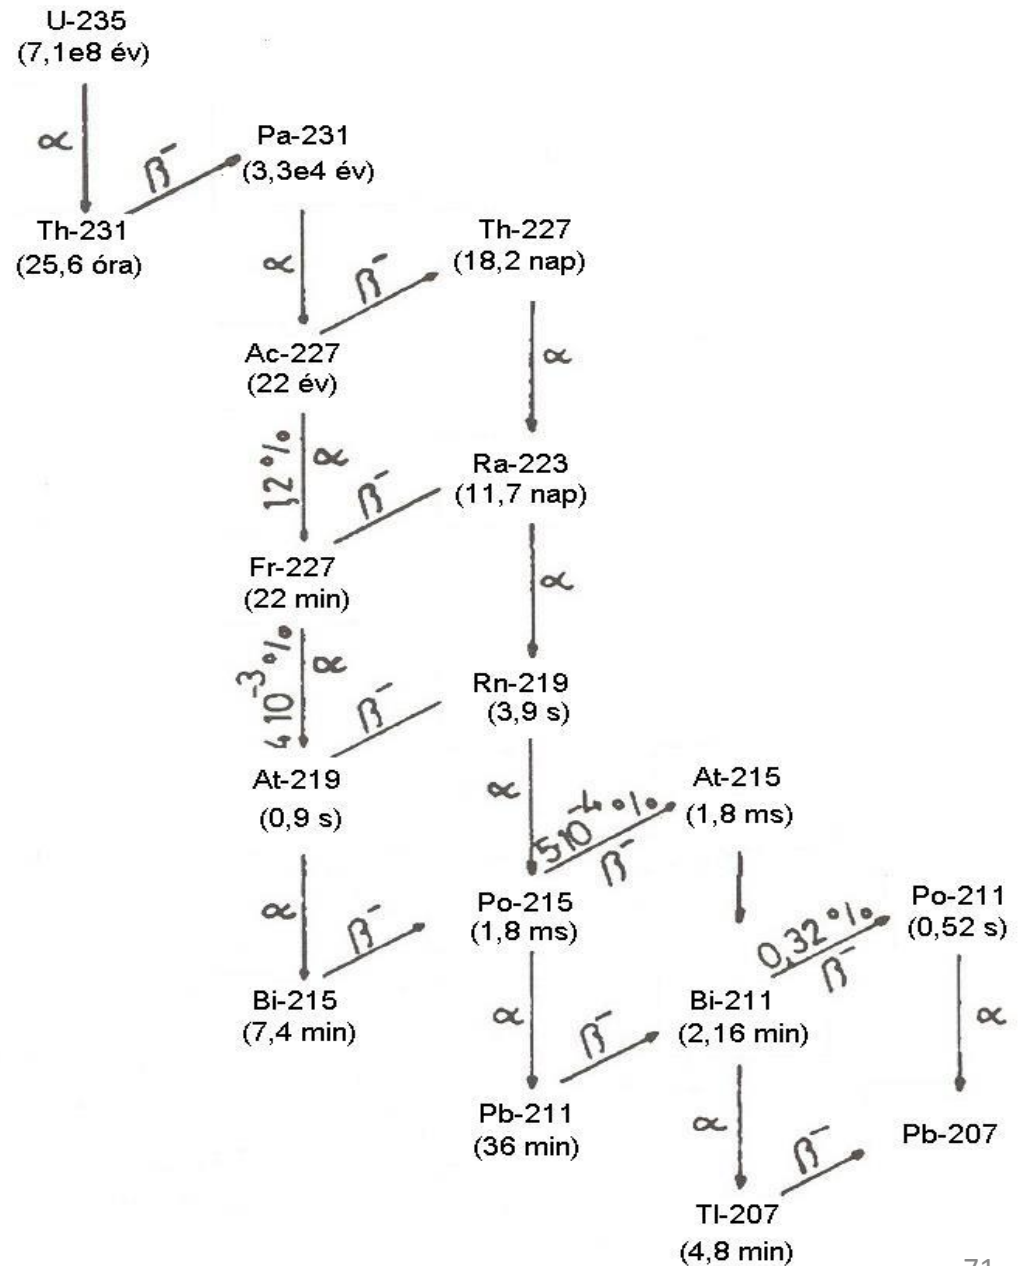 U-235
(7,1e8 év)
α
β⁻
Pa-231
(3,3e4 év)
Th-231
(25,6 óra)
α
β⁻
Th-227
(18,2 nap)
Ac-227
(22 év)
α
1,2%
α
β⁻
Ra-223
(11,7 nap)
Fr-227
(22 min)
α
4 10⁻³%
α
β⁻
Rn-219
(3,9 s)
At-219
(0,9 s)
α
5 10⁻⁴%
β⁻
At-215
(1,8 ms)
α
β⁻
Po-215
(1,8 ms)
0,32%
β⁻
Po-211
(0,52 s)
Bi-215
(7,4 min)
α
β⁻
Bi-211
(2,16 min)
α
Pb-211
(36 min)
α
β⁻
Pb-207
Tl-207
(4,8 min)
71